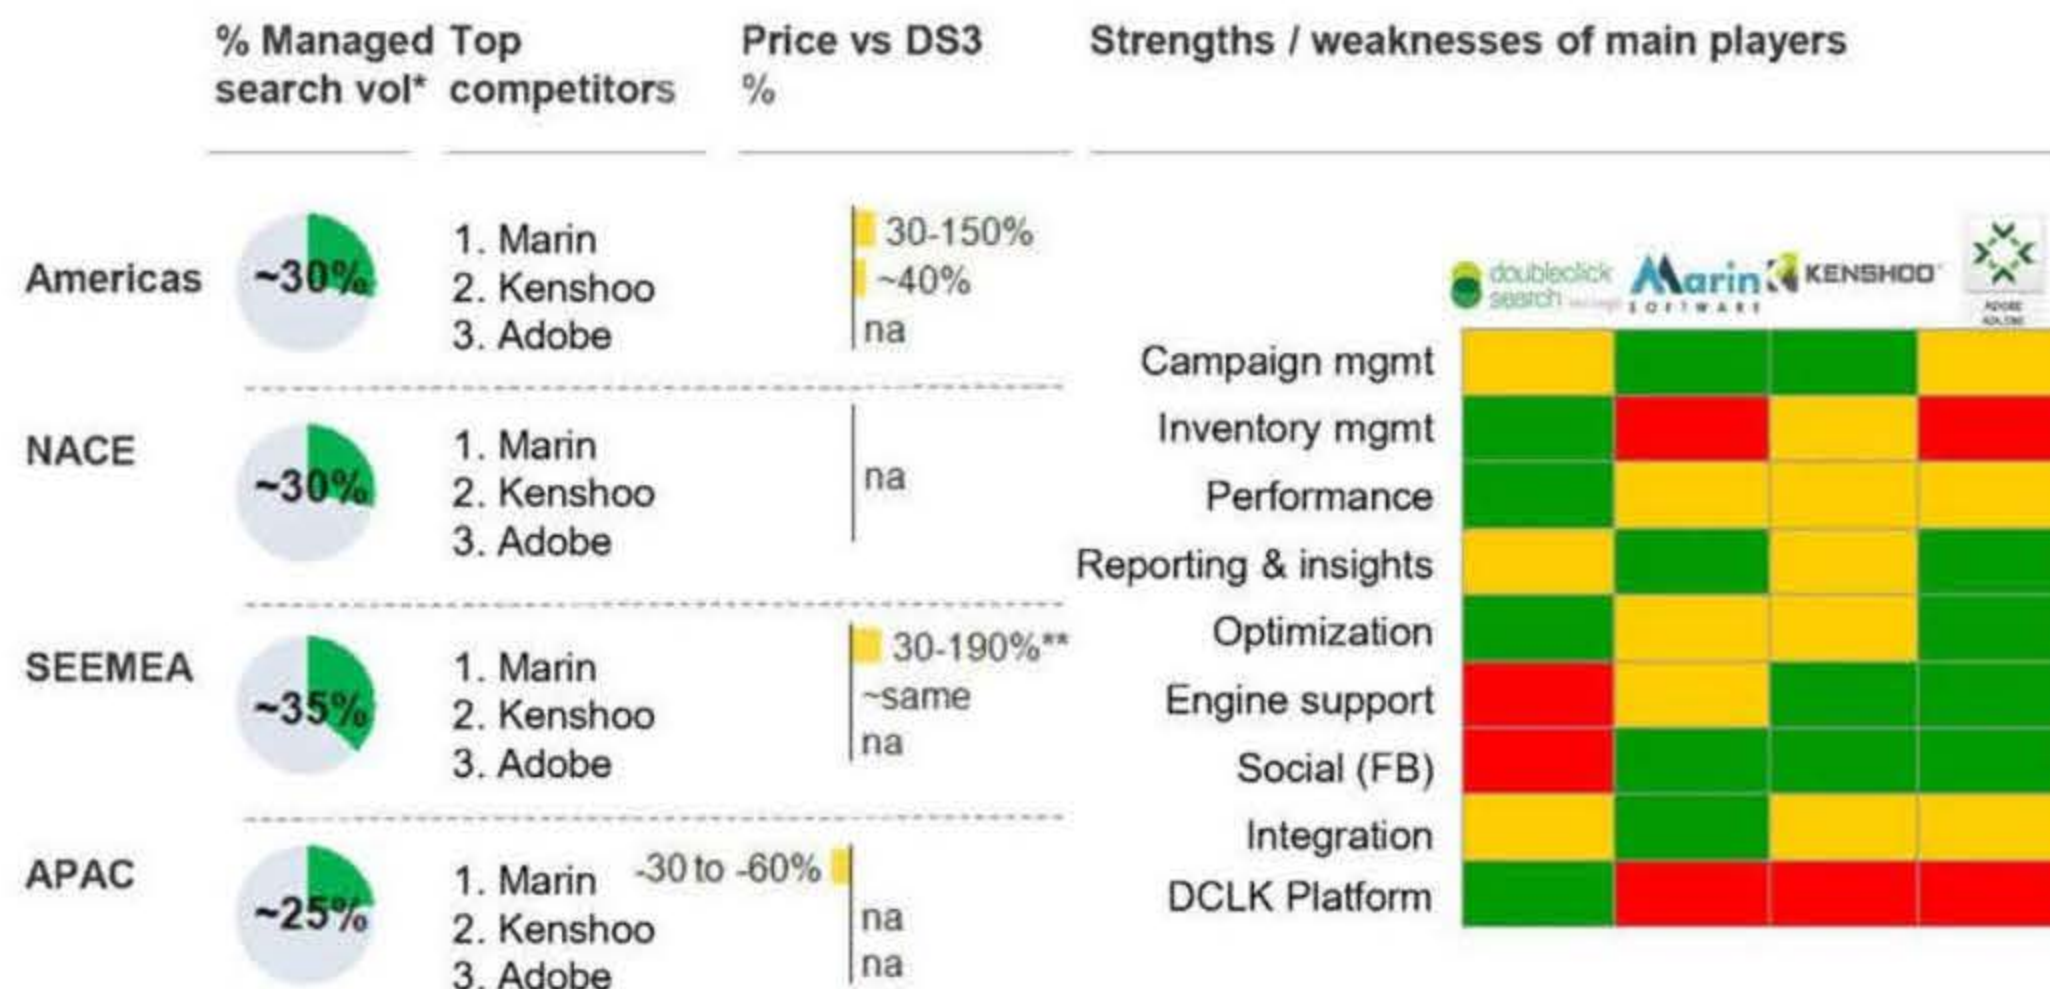 % Managed search vol*
Top competitors
Price vs DS3 %
Strengths / weaknesses of main players
Americas
~30%
1. Marin
2. Kenshoo
3. Adobe
30-150%
~40%
na
NACE
~30%
1. Marin
2. Kenshoo
3. Adobe
na
SEEMEA
~35%
1. Marin
2. Kenshoo
3. Adobe
30-190%**
~same
na
APAC
~25%
1. Marin
2. Kenshoo
3. Adobe
-30 to -60%
na
na
doubleclick
search
Marin
SOFTWARE
KENSHOO
ADOBE
Campaign mgmt
Inventory mgmt
Performance
Reporting & insights
Optimization
Engine support
Social (FB)
Integration
DCLK Platform